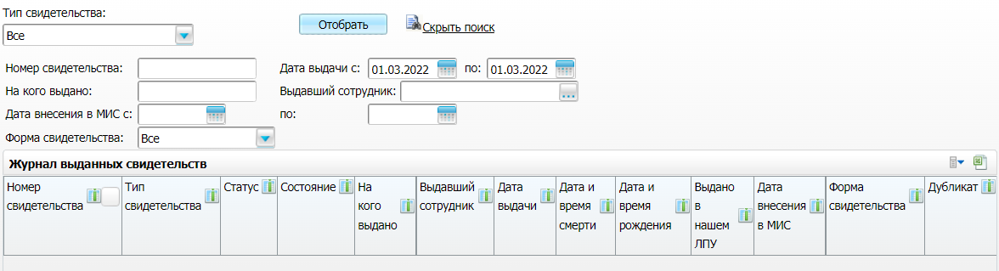 Тип свидетельства:
Все
Отобрать
Скрыть поиск
Номер свидетельства:
Дата выдачи с: 01.03.2022 по: 01.03.2022
На кого выдано:
Выдавший сотрудник: ...
Дата внесения в МИС с:
по:
Форма свидетельства: Все
Журнал выданных свидетельств
Номер
свидетельства
Тип
свидетельства
Статус
Состояние
На
кого
выдано
Выдавший
сотрудник
Дата
выдачи
Дата и
время
смерти
Дата и
время
рождения
Выдано
в
нашем
ЛПУ
Дата
внесения
в МИС
Форма
свидетельства
Дубликат